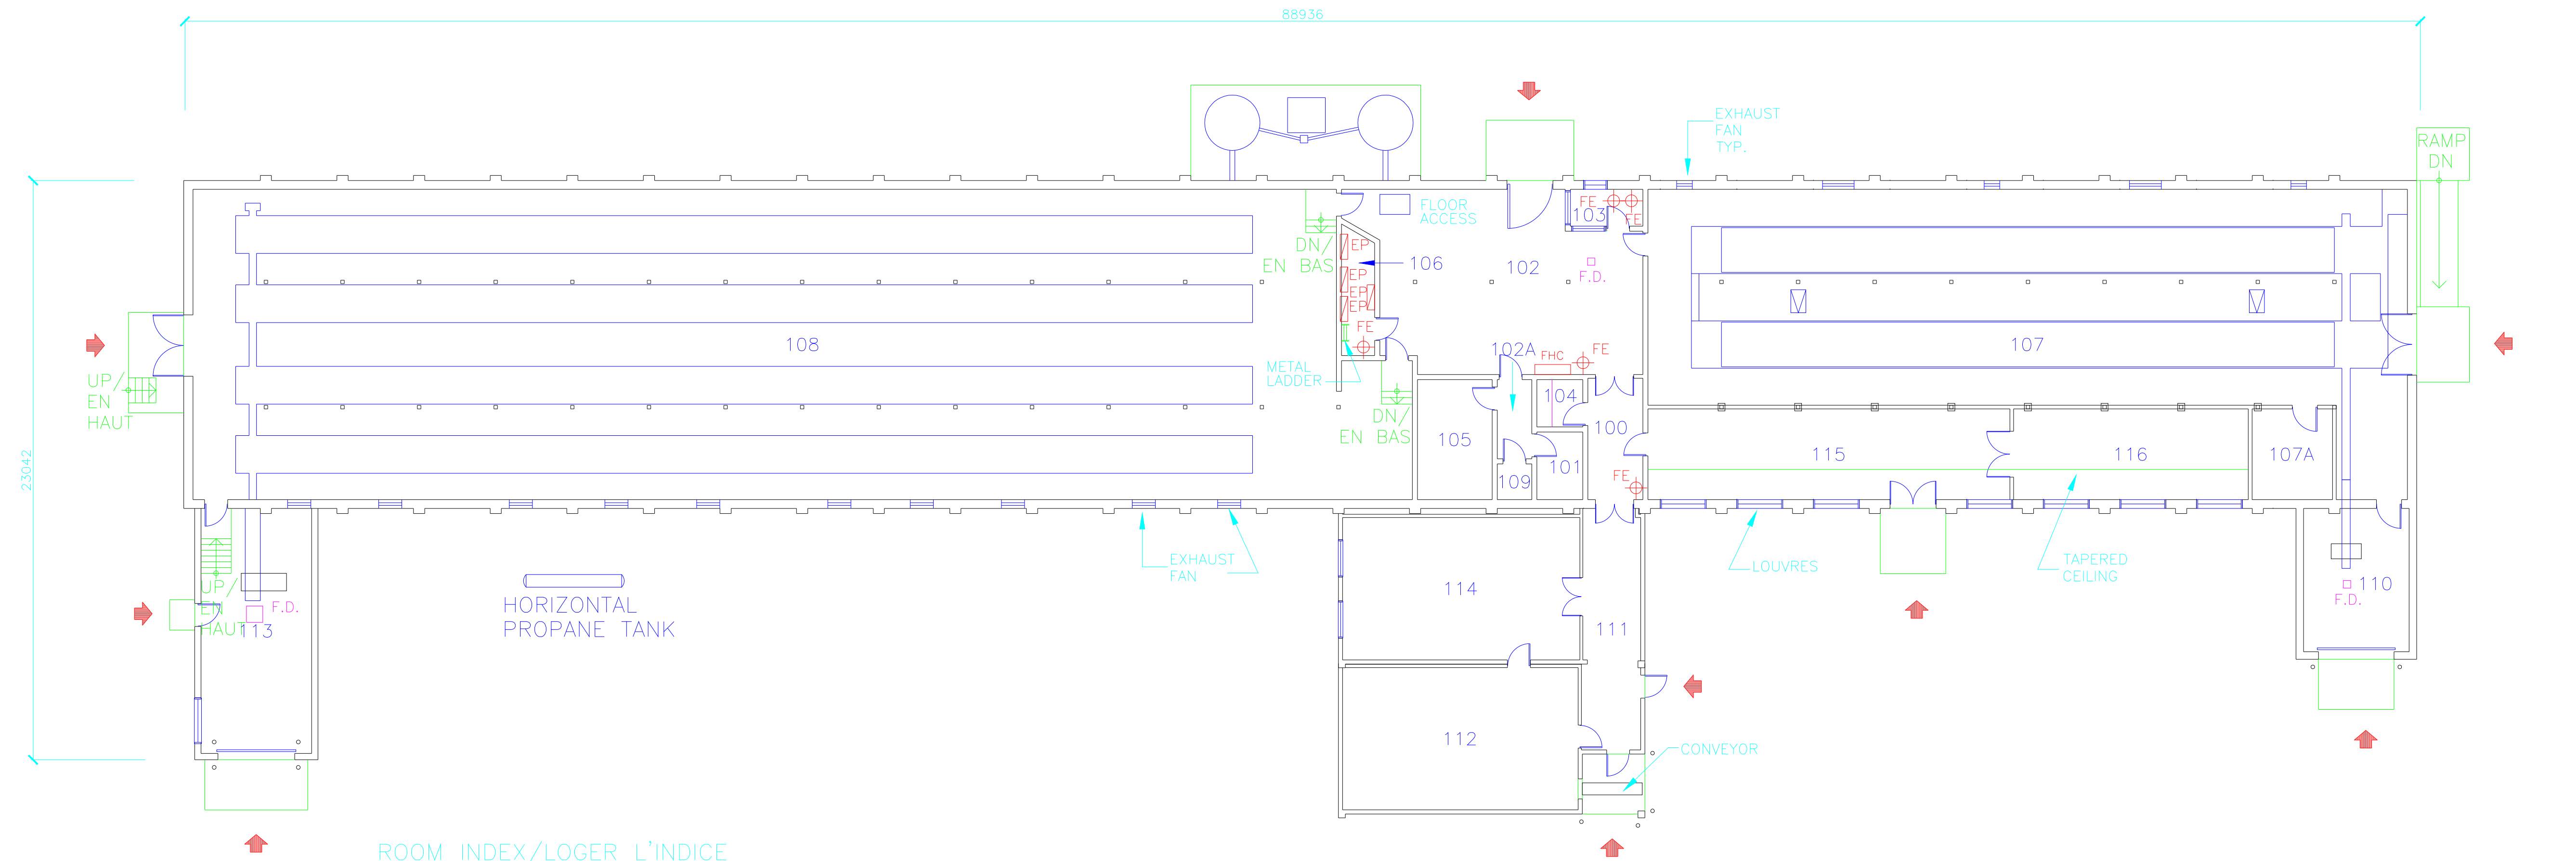 88936
EXHAUST
FAN
TYP.
RAMP
DN
FE
FE
103
FLOOR
ACCESS
DN/
EN BAS
EP
EP
EP
EP
FE
106
102
F.D.
108
107
102A
FHC
FE
METAL
LADDER
UP/
EN
HAUT
DN/
EN BAS
104
100
105
101
109
FE
115
116
107A
23042
EXHAUST
FAN
LOUVRES
TAPERED
CEILING
UP/
EN
HAUT
F.D.
113
HORIZONTAL
PROPANE TANK
114
111
110
F.D.
112
CONVEYOR
ROOM INDEX/LOGER L'INDICE